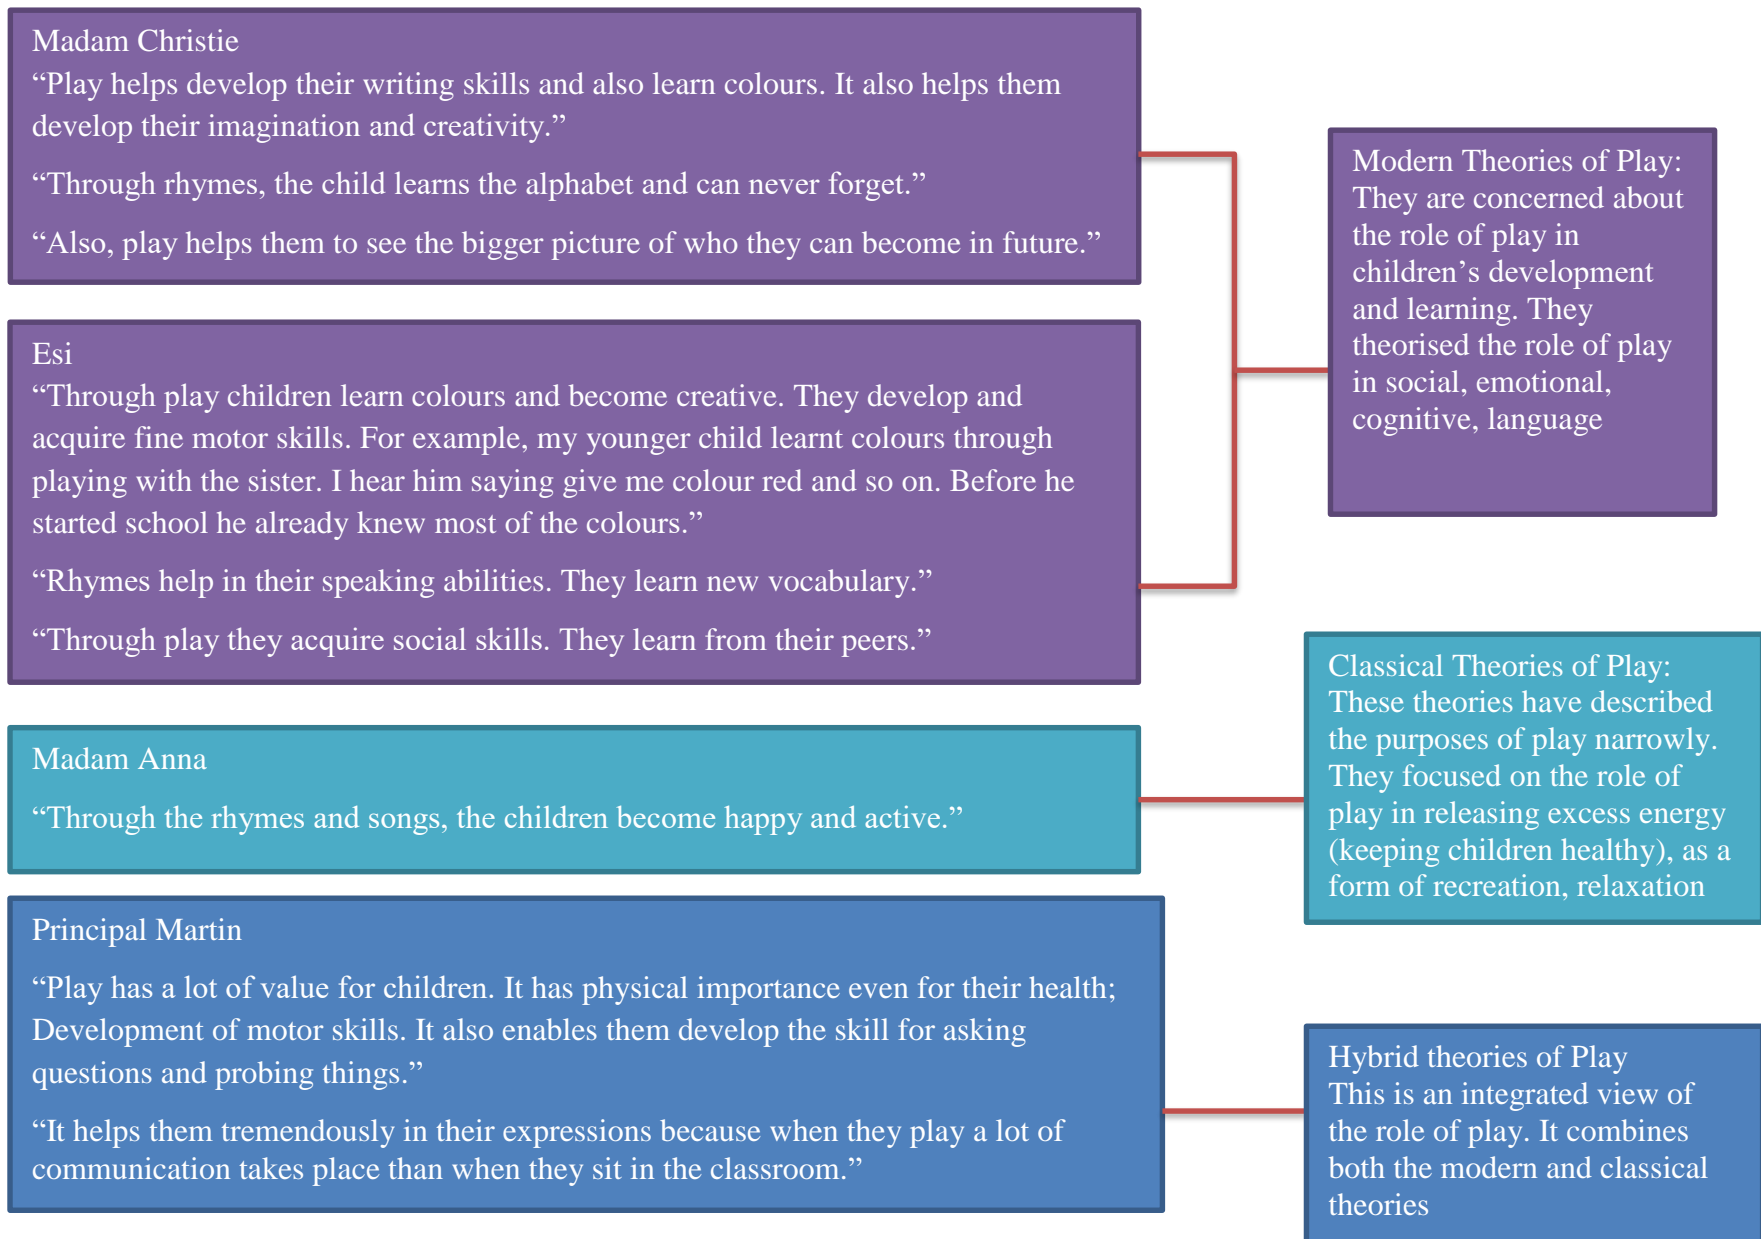 Madam Christie
“Play helps develop their writing skills and also learn colours. It also helps them
develop their imagination and creativity.”
“Through rhymes, the child learns the alphabet and can never forget.”
“Also, play helps them to see the bigger picture of who they can become in future.”
Modern Theories of Play:
They are concerned about
the role of play in
children’s development
and learning. They
theorised the role of play
in social, emotional,
cognitive, language
Esi
“Through play children learn colours and become creative. They develop and
acquire fine motor skills. For example, my younger child learnt colours through
playing with the sister. I hear him saying give me colour red and so on. Before he
started school he already knew most of the colours.”
“Rhymes help in their speaking abilities. They learn new vocabulary.”
“Through play they acquire social skills. They learn from their peers.”
Madam Anna
“Through the rhymes and songs, the children become happy and active.”
Classical Theories of Play:
These theories have described
the purposes of play narrowly.
They focused on the role of
play in releasing excess energy
(keeping children healthy), as a
form of recreation, relaxation
Principal Martin
“Play has a lot of value for children. It has physical importance even for their health;
Development of motor skills. It also enables them develop the skill for asking
questions and probing things.”
“It helps them tremendously in their expressions because when they play a lot of
communication takes place than when they sit in the classroom.”
Hybrid theories of Play
This is an integrated view of
the role of play. It combines
both the modern and classical
theories